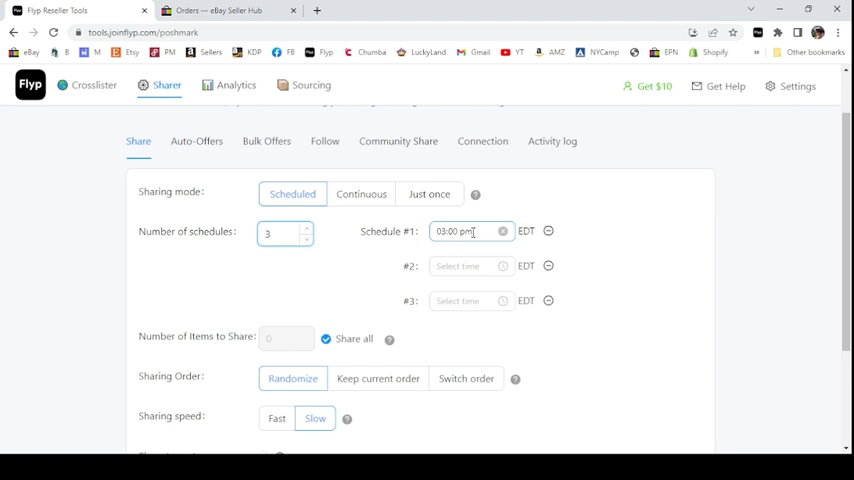 Flyp Reseller Tools
Orders — eBay Seller Hub
tools.joinflyp.com/poshmark
eBay
B
M
Etsy
PM
Sellers
KDP
FB
Flyp
Chumba
LuckyLand
Gmail
YT
AMZ
NYCamp
EPN
Shopify
»
Other bookmarks
Flyp
Crosslister
Sharer
Analytics
Sourcing
Get $10
Get Help
Settings
Share
Auto-Offers
Bulk Offers
Follow
Community Share
Connection
Activity log
Sharing mode:
Scheduled
Continuous
Just once
Number of schedules:
3
Schedule #1:
03:00 pm
EDT
#2:
Select time
EDT
#3:
Select time
EDT
Number of Items to Share:
0
Share all
Sharing Order:
Randomize
Keep current order
Switch order
Sharing speed:
Fast
Slow